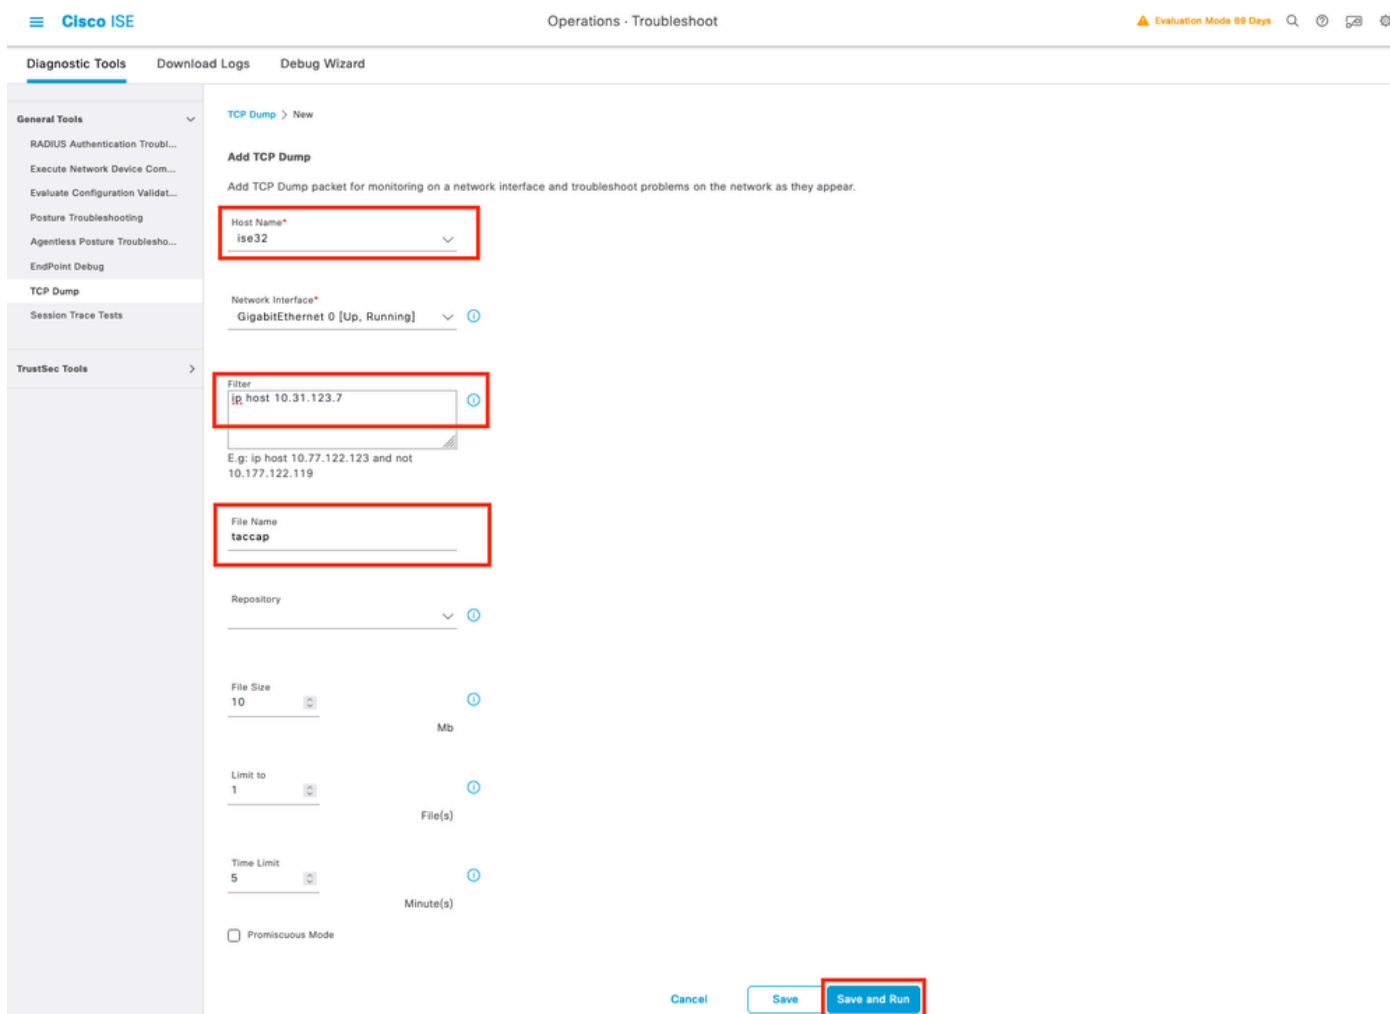 Cisco ISE
Operations · Troubleshoot
Evaluation Mode 89 Days
Diagnostic Tools
Download Logs
Debug Wizard
General Tools
RADIUS Authentication Troubl...
Execute Network Device Com...
Evaluate Configuration Validat...
Posture Troubleshooting
Agentless Posture Troublesho...
EndPoint Debug
TCP Dump
Session Trace Tests
TrustSec Tools
TCP Dump > New
Add TCP Dump
Add TCP Dump packet for monitoring on a network interface and troubleshoot problems on the network as they appear.
Host Name*
ise32
Network Interface*
GigabitEthernet 0 [Up, Running]
Filter
ip host 10.31.123.7
E.g: ip host 10.77.122.123 and not
10.177.122.119
File Name
taccap
Repository
File Size
10
Mb
Limit to
1
File(s)
Time Limit
5
Minute(s)
Promiscuous Mode
Cancel
Save
Save and Run